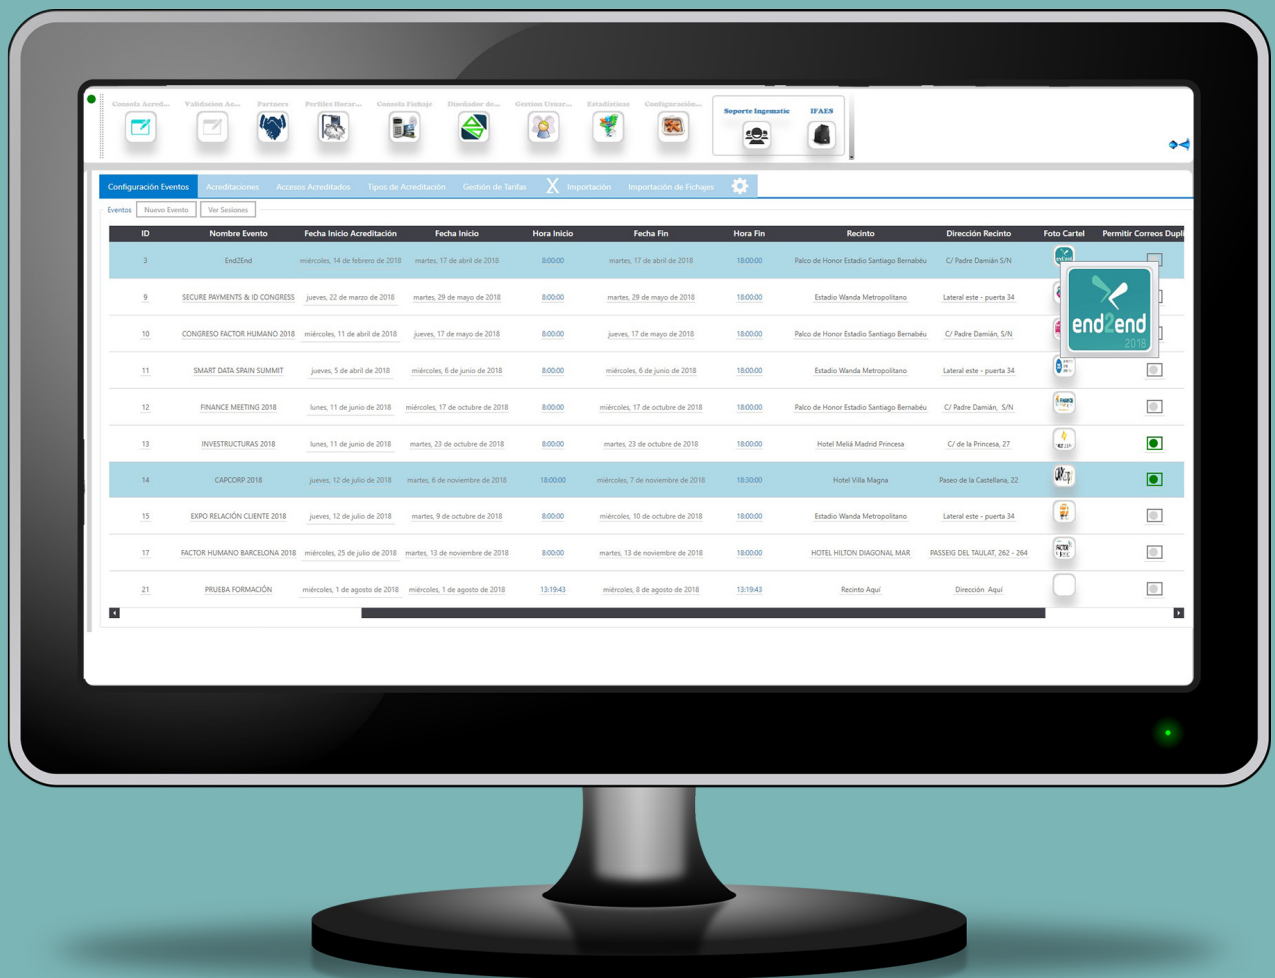 Consola Acred... Validacion Ac... Partners Perfiles Horar... Consola Fichaje Diseñador de... Gestion Usuar... Estadísticas Configuración... Soporte Ingematic IFAES
Configuración Eventos Acreditaciones Accesos Acreditados Tipos de Acreditación Gestión de Tarifas X Importación Importación de Fichajes
Eventos Nuevo Evento Ver Sesiones
ID Nombre Evento Fecha Inicio Acreditación Fecha Inicio Hora Inicio Fecha Fin Hora Fin Recinto Dirección Recinto Foto Cartel Permitir Correos Dupli
3 End2End miércoles, 14 de febrero de 2018 martes, 17 de abril de 2018 8:00:00 martes, 17 de abril de 2018 18:00:00 Palco de Honor Estadio Santiago Bernabéu C/ Padre Damián S/N
9 SECURE PAYMENTS & ID CONGRESS jueves, 22 de marzo de 2018 martes, 29 de mayo de 2018 8:00:00 martes, 29 de mayo de 2018 18:00:00 Estadio Wanda Metropolitano Lateral este - puerta 34
10 CONGRESO FACTOR HUMANO 2018 miércoles, 11 de abril de 2018 jueves, 17 de mayo de 2018 8:00:00 jueves, 17 de mayo de 2018 18:00:00 Palco de Honor Estadio Santiago Bernabéu C/ Padre Damián, S/N
end2end
2018
11 SMART DATA SPAIN SUMMIT jueves, 5 de abril de 2018 miércoles, 6 de junio de 2018 8:00:00 miércoles, 6 de junio de 2018 18:00:00 Estadio Wanda Metropolitano Lateral este - puerta 34
12 FINANCE MEETING 2018 lunes, 11 de junio de 2018 miércoles, 17 de octubre de 2018 8:00:00 miércoles, 17 de octubre de 2018 18:00:00 Palco de Honor Estadio Santiago Bernabéu C/ Padre Damián, S/N
13 INVESTRUCTURAS 2018 lunes, 11 de junio de 2018 martes, 23 de octubre de 2018 8:00:00 martes, 23 de octubre de 2018 18:00:00 Hotel Meliá Madrid Princesa C/ de la Princesa, 27
14 CAPCORP 2018 jueves, 12 de julio de 2018 martes, 6 de noviembre de 2018 18:00:00 miércoles, 7 de noviembre de 2018 18:30:00 Hotel Villa Magna Paseo de la Castellana, 22
15 EXPO RELACIÓN CLIENTE 2018 jueves, 12 de julio de 2018 martes, 9 de octubre de 2018 8:00:00 miércoles, 10 de octubre de 2018 18:00:00 Estadio Wanda Metropolitano Lateral este - puerta 34
17 FACTOR HUMANO BARCELONA 2018 miércoles, 25 de julio de 2018 martes, 13 de noviembre de 2018 8:00:00 martes, 13 de noviembre de 2018 18:00:00 HOTEL HILTON DIAGONAL MAR PASSEIG DEL TAULAT, 262 - 264
21 PRUEBA FORMACIÓN miércoles, 1 de agosto de 2018 miércoles, 1 de agosto de 2018 13:19:43 miércoles, 8 de agosto de 2018 13:19:43 Recinto Aquí Dirección Aquí